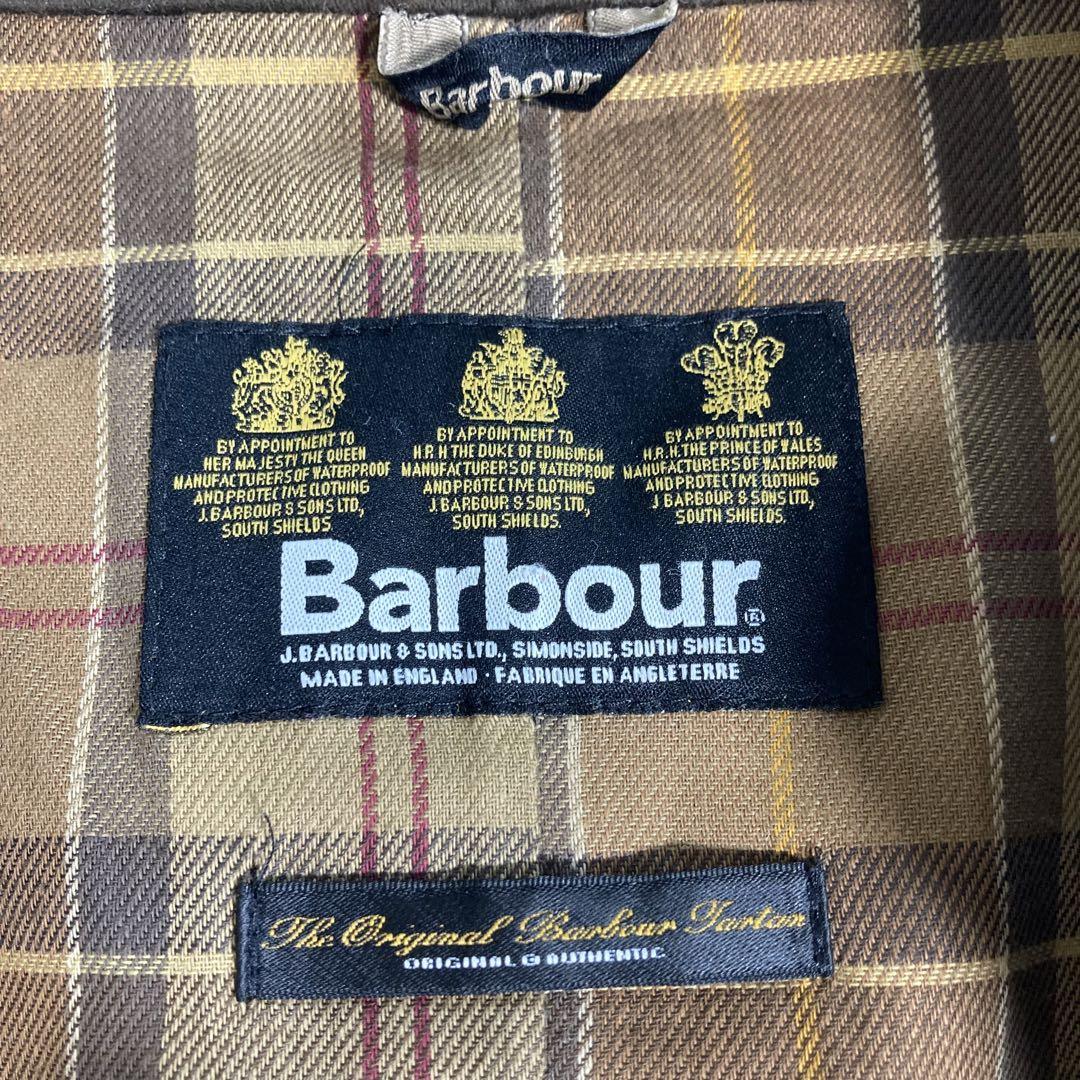 Barbour
BY APPOINTMENT TO
HER MAJESTY THE QUEEN
MANUFACTURERS OF WATERPROOF
AND PROTECTIVE CLOTHING
J. BARBOUR & SONS LTD,
SOUTH SHIELDS.
BY APPOINTMENT TO
H.R.H THE DUKE OF EDINBURGH
MANUFACTURERS OF WATERPROOF
AND PROTECTIVE CLOTHING
J. BARBOUR & SONS LTD,
SOUTH SHIELDS.
BY APPOINTMENT TO
H.R.H. THE PRINCE OF WALES
MANUFACTURERS OF WATERPROOF
AND PROTECTIVE CLOTHING
J. BARBOUR & SONS LTD,
SOUTH SHIELDS.
Barbour®
J. BARBOUR & SONS LTD., SIMONSIDE, SOUTH SHIELDS
MADE IN ENGLAND · FABRIQUE EN ANGLETERRE
The Original Barbour Tartan
ORIGINAL & AUTHENTIC